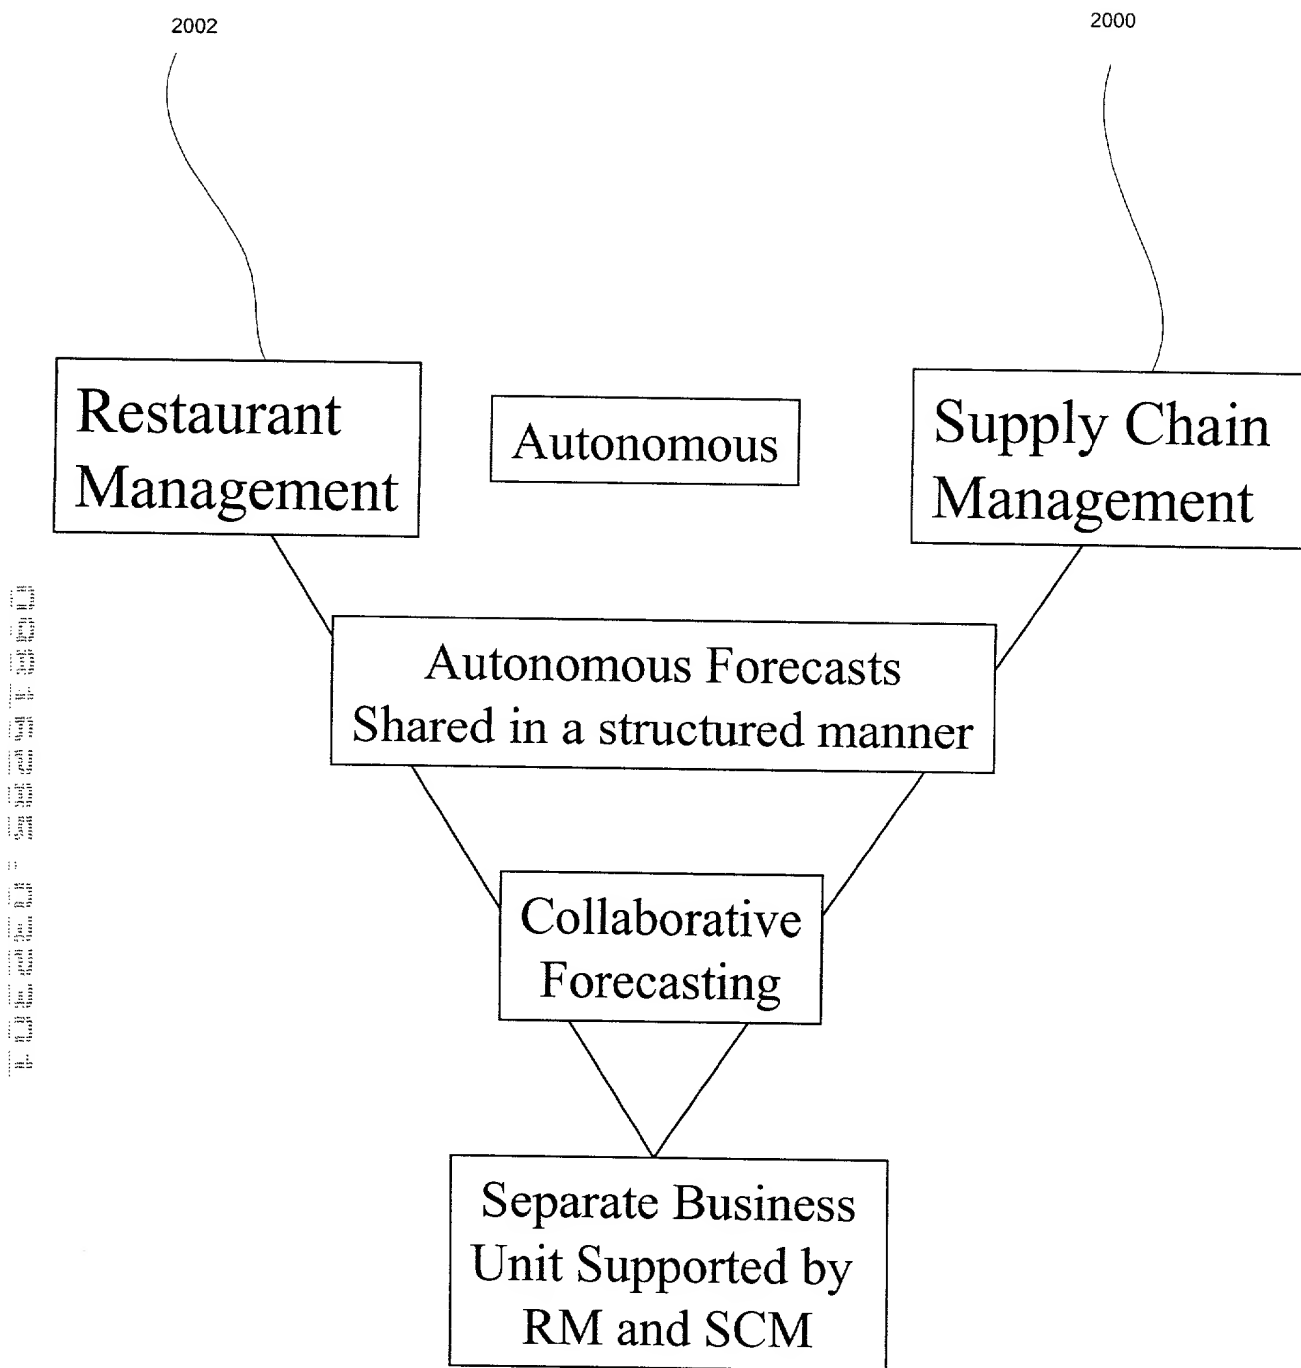 2002
2000
Restaurant
Management
Autonomous
Supply Chain
Management
Autonomous Forecasts
Shared in a structured manner
Collaborative
Forecasting
Separate Business
Unit Supported by
RM and SCM